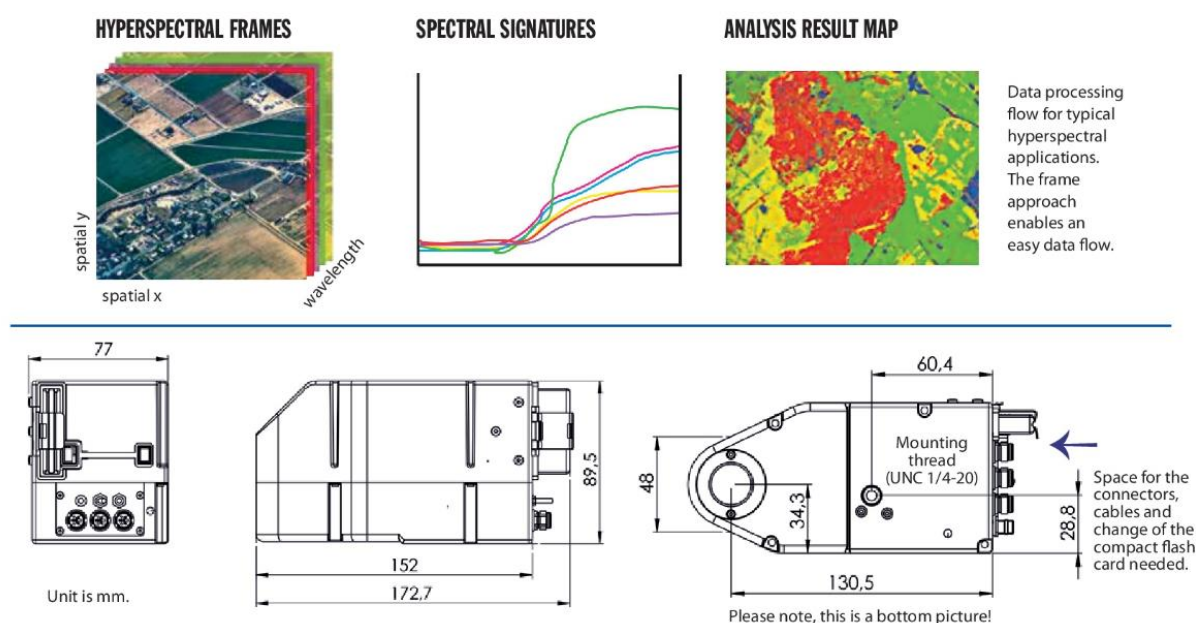 HYPERSPECTRAL FRAMES
SPECTRAL SIGNATURES
ANALYSIS RESULT MAP
spatial y
spatial x
wavelength
Data processing
flow for typical
hyperspectral
applications.
The frame
approach
enables an
easy data flow.
77
Unit is mm.
89,5
152
172,7
60,4
48
34,3
Mounting
thread
(UNC 1/4-20)
28,8
130,5
Space for the
connectors,
cables and
change of the
compact flash
card needed.
Please note, this is a bottom picture!